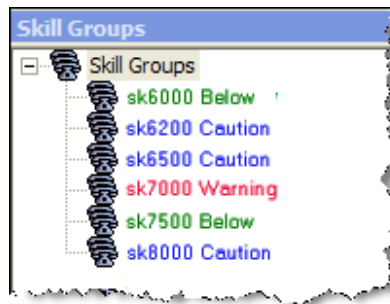 Skill Groups
Skill Groups
sk6000 Below
sk6200 Caution
sk6500 Caution
sk7000 Warning
sk7500 Below
sk8000 Caution